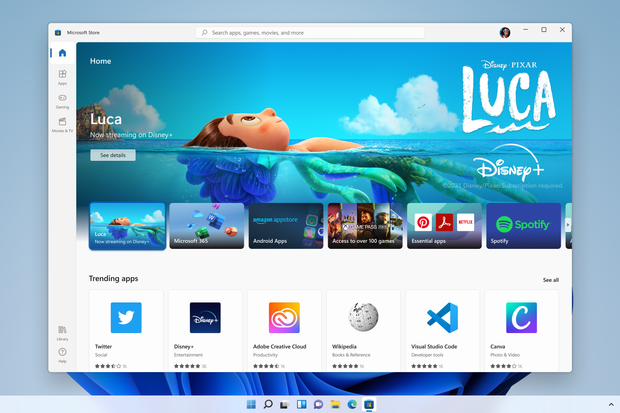 Microsoft Store
Search apps, games, movies, and more
Home
Apps
Gaming
Movies & TV
Luca
Now streaming on Disney+
See details
Disney · PIXAR
LUCA
Disney+
©2021 Disney/Pixar Subscription required.
Luca
Now streaming on Disney+
Microsoft 365
amazon appstore
Android Apps
GAME PASS
Access to over 100 games
NETFLIX
Essential apps
Spotify
Spotify
Trending apps
See all
Disney+
Twitter
Social
Disney+
Entertainment
Adobe Creative Cloud
Productivity
Wikipedia
Books & Reference
Visual Studio Code
Developer tools
Canva
Photo & Video
Library
Help